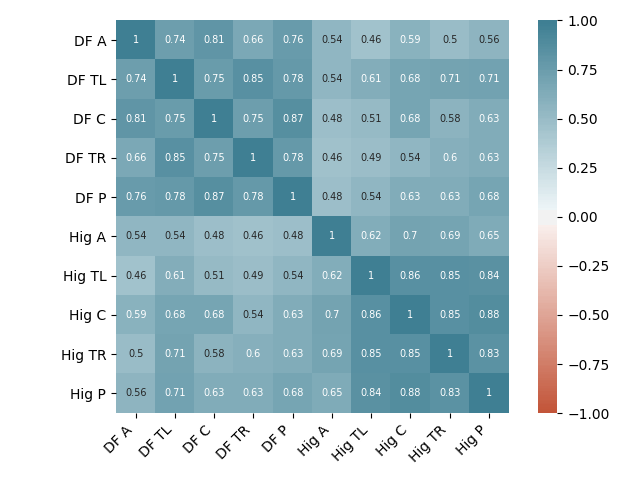 DF A 1 0.74 0.81 0.66 0.76 0.54 0.46 0.59 0.5 0.56
DF TL 0.74 1 0.75 0.85 0.78 0.54 0.61 0.68 0.71 0.71
DF C 0.81 0.75 1 0.75 0.87 0.48 0.51 0.68 0.58 0.63
DF TR 0.66 0.85 0.75 1 0.78 0.46 0.49 0.54 0.6 0.63
DF P 0.76 0.78 0.87 0.78 1 0.48 0.54 0.63 0.63 0.68
Hig A 0.54 0.54 0.48 0.46 0.48 1 0.62 0.7 0.69 0.65
Hig TL 0.46 0.61 0.51 0.49 0.54 0.62 1 0.86 0.85 0.84
Hig C 0.59 0.68 0.68 0.54 0.63 0.7 0.86 1 0.85 0.88
Hig TR 0.5 0.71 0.58 0.6 0.63 0.69 0.85 0.85 1 0.83
Hig P 0.56 0.71 0.63 0.63 0.68 0.65 0.84 0.88 0.83 1
DF A DF TL DF C DF TR DF P Hig A Hig TL Hig C Hig TR Hig P
1.00
0.75
0.50
0.25
0.00
−0.25
−0.50
−0.75
−1.00